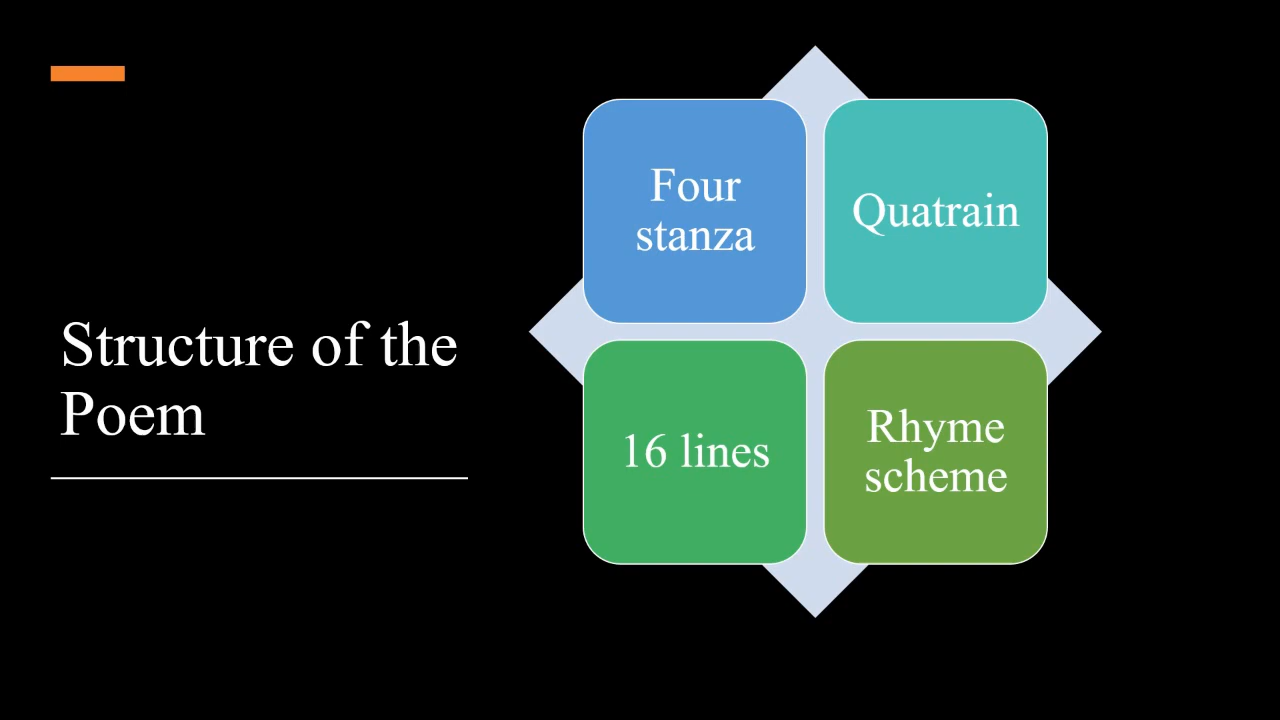 Structure of the
Poem
Four
stanza
Quatrain
16 lines
Rhyme
scheme